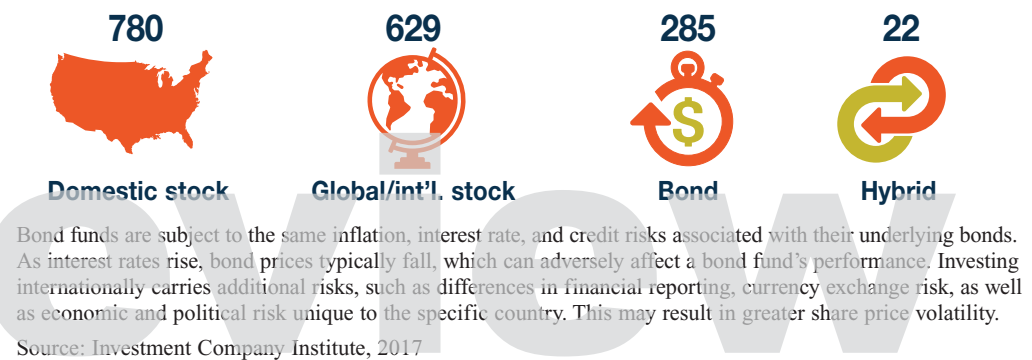 780 629 285 22
$
Domestic stock Global/int’l. stock Bond Hybrid
Bond funds are subject to the same inflation, interest rate, and credit risks associated with their underlying bonds.
As interest rates rise, bond prices typically fall, which can adversely affect a bond fund’s performance. Investing
internationally carries additional risks, such as differences in financial reporting, currency exchange risk, as well
as economic and political risk unique to the specific country. This may result in greater share price volatility.
Source: Investment Company Institute, 2017
eview